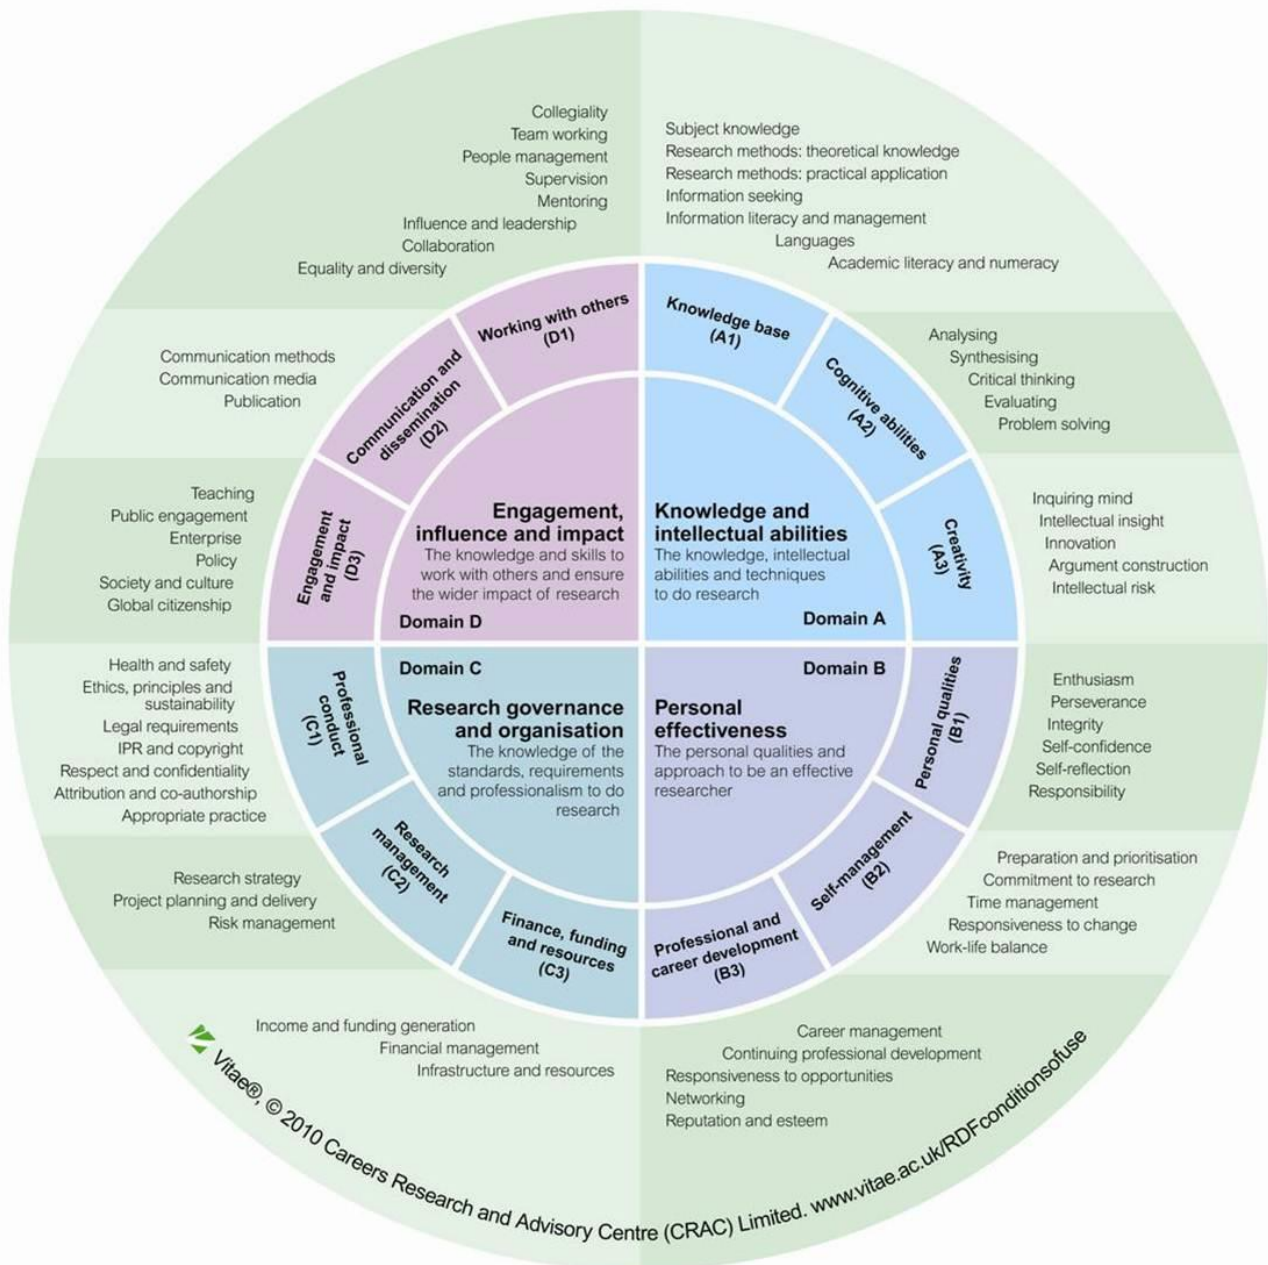 Collegiality
Team working
People management
Supervision
Mentoring
Influence and leadership
Collaboration
Equality and diversity
Subject knowledge
Research methods: theoretical knowledge
Research methods: practical application
Information seeking
Information literacy and management
Languages
Academic literacy and numeracy
Working with others
(D1)
Knowledge base
(A1)
Communication methods
Communication media
Publication
Communication and
dissemination
(D2)
Cognitive abilities
(A2)
Analysing
Synthesising
Critical thinking
Evaluating
Problem solving
Teaching
Public engagement
Enterprise
Policy
Society and culture
Global citizenship
Engagement
and impact
(D3)
Engagement,
influence and impact
The knowledge and skills to
work with others and ensure
the wider impact of research
Domain D
Knowledge and
intellectual abilities
The knowledge, intellectual
abilities and techniques
to do research
Domain A
Creativity
(A3)
Inquiring mind
Intellectual insight
Innovation
Argument construction
Intellectual risk
Health and safety
Ethics, principles and
sustainability
Legal requirements
IPR and copyright
Respect and confidentiality
Attribution and co-authorship
Appropriate practice
Professional
conduct
(C1)
Domain C
Research governance
and organisation
The knowledge of the
standards, requirements
and professionalism to do
research
Domain B
Personal
effectiveness
The personal qualities and
approach to be an effective
researcher
Personal qualities
(B1)
Enthusiasm
Perseverance
Integrity
Self-confidence
Self-reflection
Responsibility
Research strategy
Project planning and delivery
Risk management
Research
management
(C2)
Self-management
(B2)
Preparation and prioritisation
Commitment to research
Time management
Responsiveness to change
Work-life balance
Finance, funding
and resources
(C3)
Professional and
career development
(B3)
Income and funding generation
Financial management
Infrastructure and resources
Career management
Continuing professional development
Responsiveness to opportunities
Networking
Reputation and esteem
Vitae®, © 2010 Careers Research and Advisory Centre (CRAC) Limited. www.vitae.ac.uk/RDFconditionsofuse